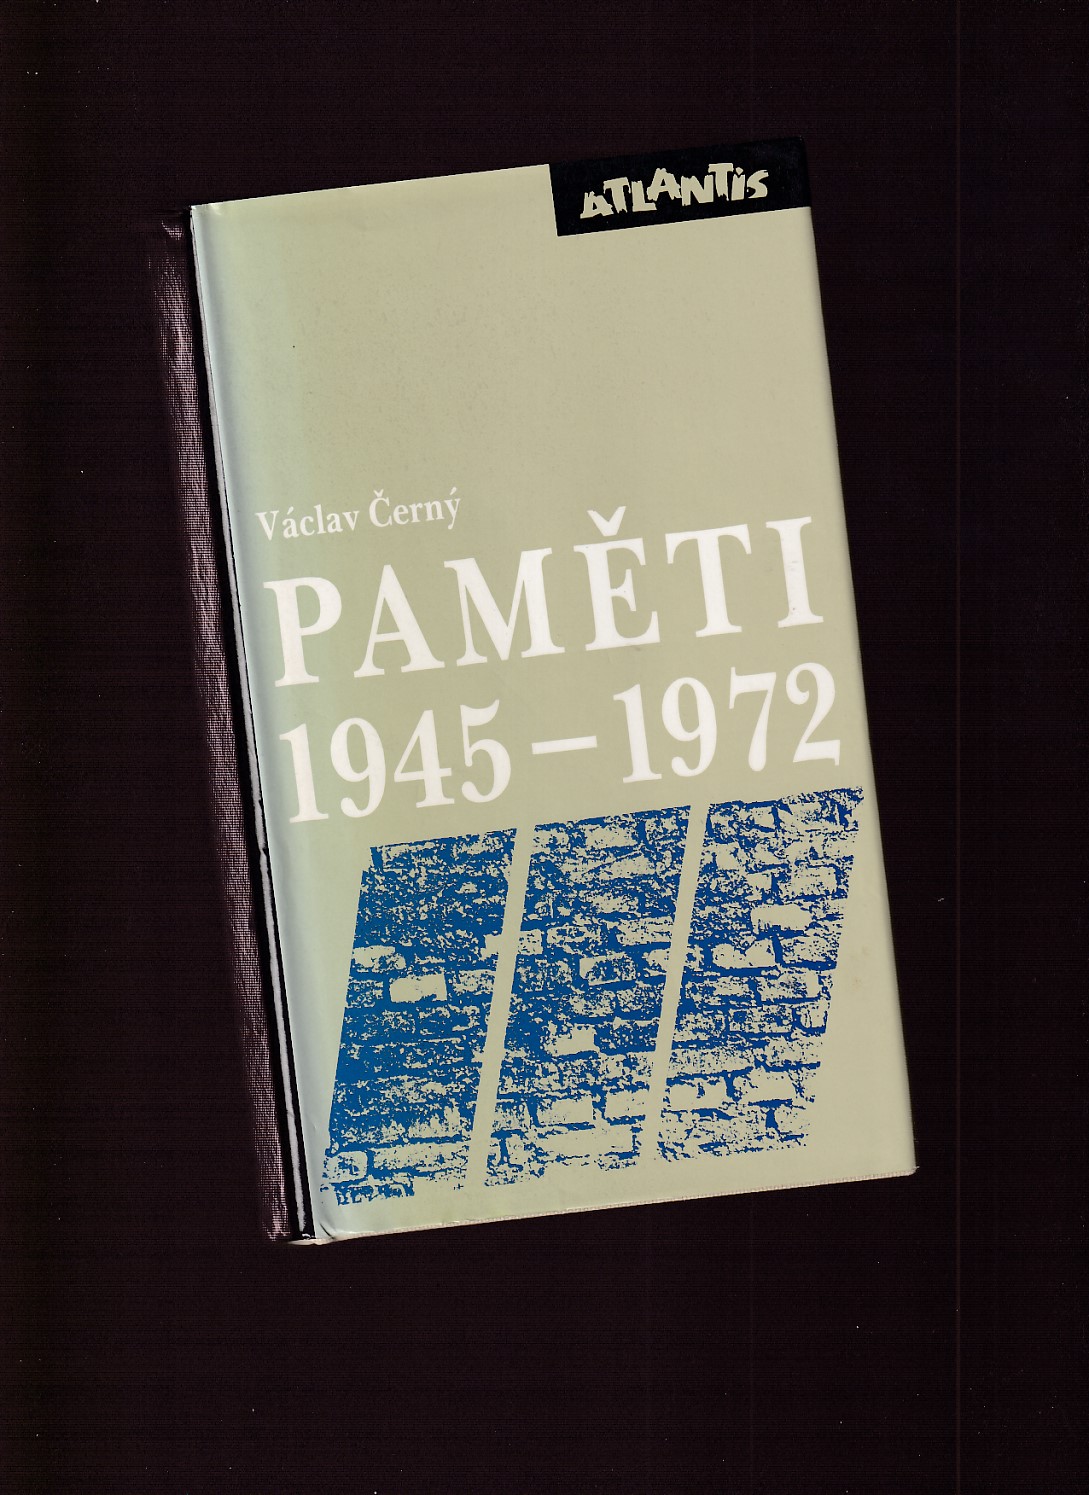 ATLANTIS
Václav Černý
PAMĚTI
1945–1972